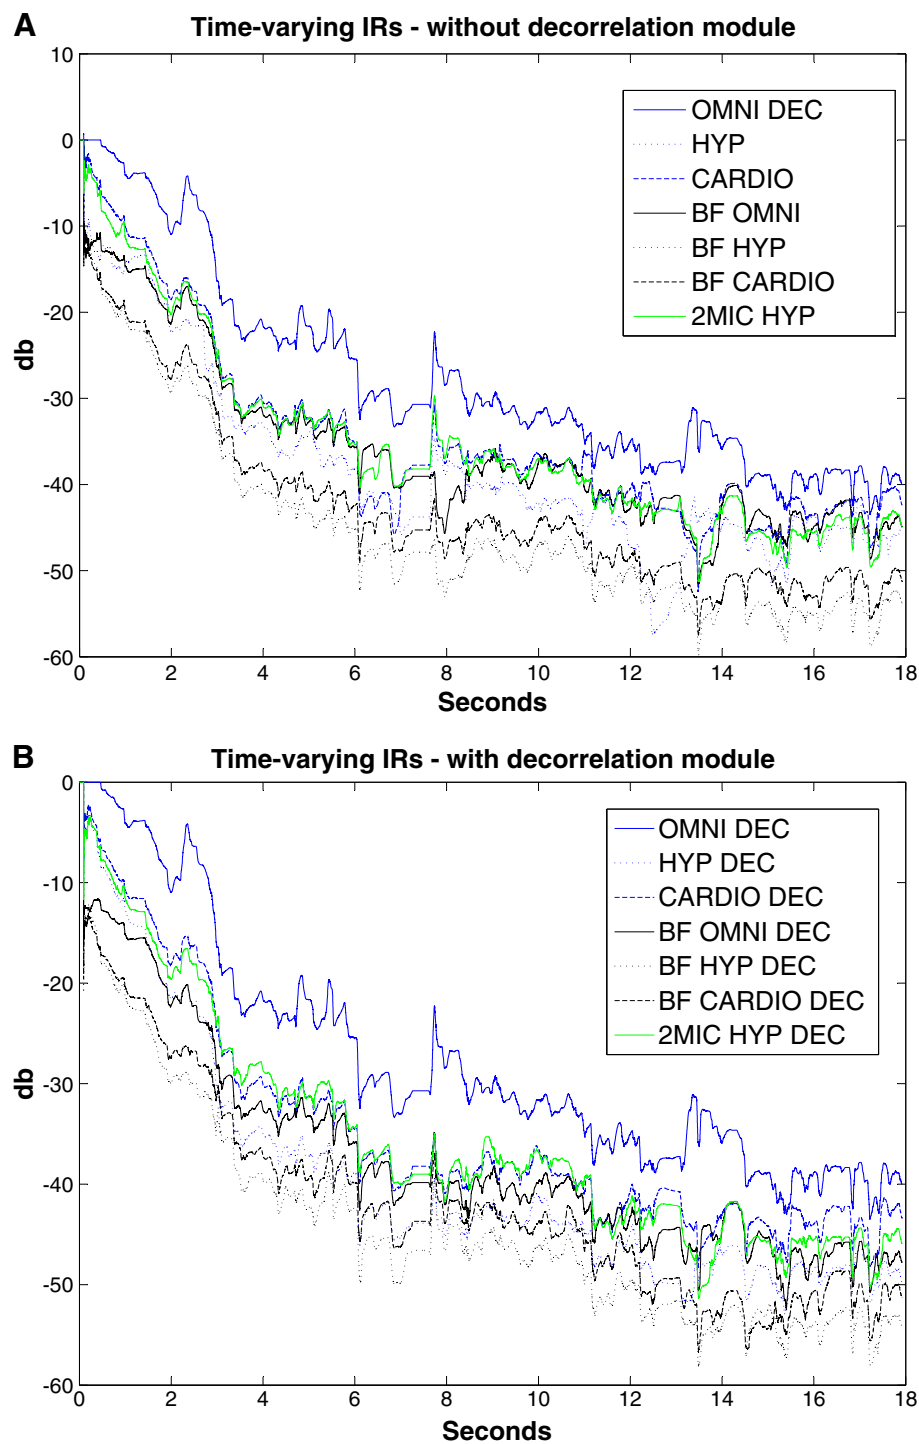 A
Time-varying IRs - without decorrelation module
10
0
-10
-20
-30
-40
-50
-60
db
OMNI DEC
HYP
CARDIO
BF OMNI
BF HYP
BF CARDIO
2MIC HYP
0 2 4 6 8 10 12 14 16 18
Seconds
B
Time-varying IRs - with decorrelation module
0
-10
-20
-30
-40
-50
-60
db
OMNI DEC
HYP DEC
CARDIO DEC
BF OMNI DEC
BF HYP DEC
BF CARDIO DEC
2MIC HYP DEC
0 2 4 6 8 10 12 14 16 18
Seconds